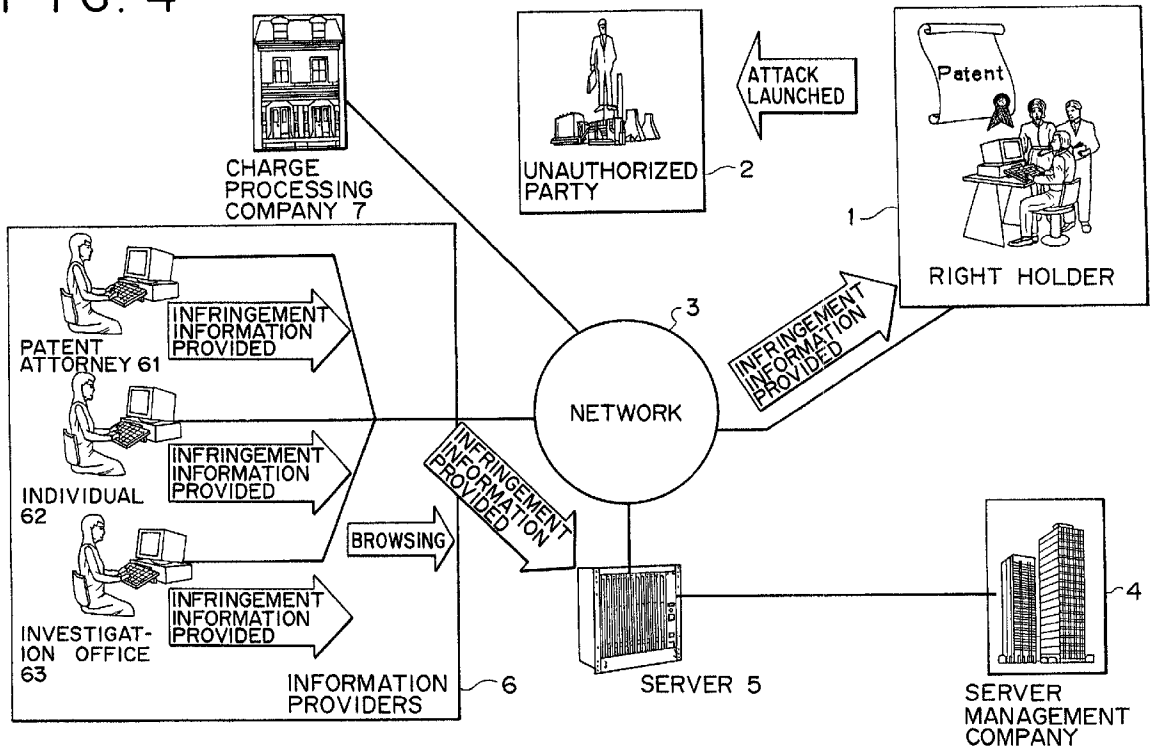 FIG. 4
CHARGE
PROCESSING
COMPANY 7
UNAUTHORIZED
PARTY
2
ATTACK
LAUNCHED
Patent
1
RIGHT HOLDER
PATENT
ATTORNEY 61
INFRINGEMENT
INFORMATION
PROVIDED
INDIVIDUAL
62
INFRINGEMENT
INFORMATION
PROVIDED
INVESTIGAT-
ION OFFICE
63
INFRINGEMENT
INFORMATION
PROVIDED
BROWSING
INFORMATION
PROVIDERS
6
INFRINGEMENT
INFORMATION
PROVIDED
3
NETWORK
INFRINGEMENT
INFORMATION
PROVIDED
SERVER 5
4
SERVER
MANAGEMENT
COMPANY